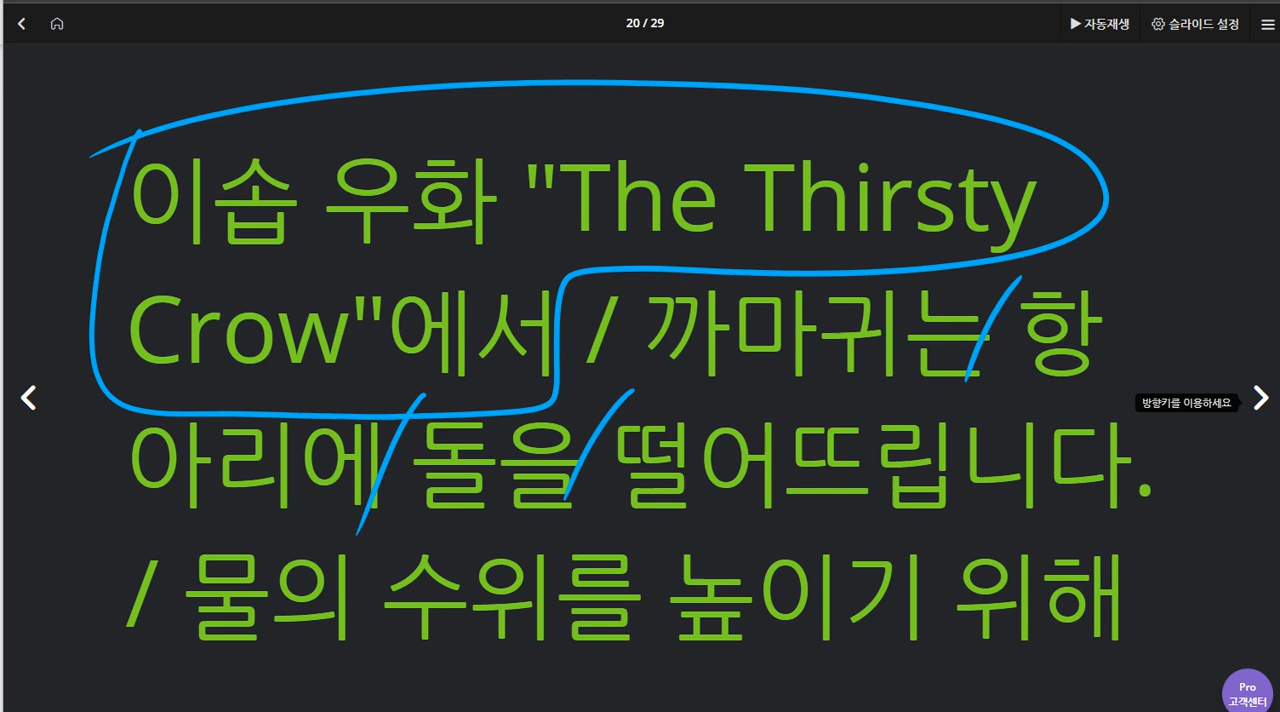 20 / 29
자동재생
슬라이드 설정
이솝 우화 "The Thirsty
Crow"에서 / 까마귀는 항
아리에 돌을 떨어뜨립니다.
/ 물의 수위를 높이기 위해
방향키를 이용하세요
Pro
고객센터